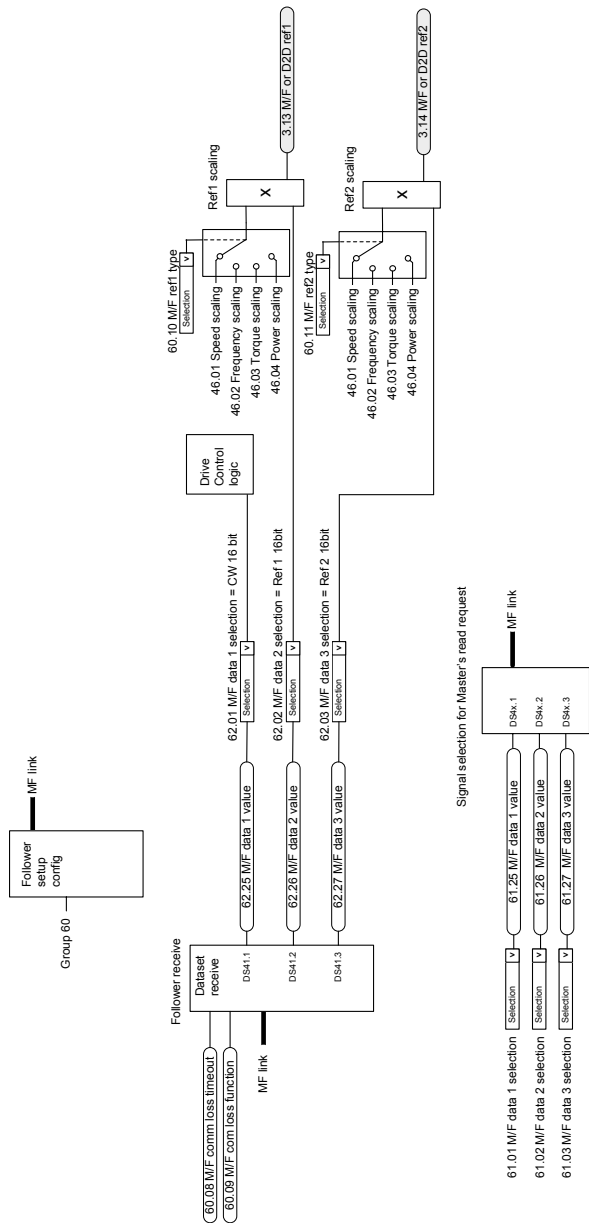 Follower
setup
config
Group 60
MF link
Follower receive
60.08 M/F comm loss timeout
60.09 M/F com loss function
MF link
Dataset
receive
DS41.1
DS41.2
DS41.3
62.25 M/F data 1 value
62.26 M/F data 2 value
62.27 M/F data 3 value
62.01 M/F data 1 selection = CW 16 bit
Selection
v
62.02 M/F data 2 selection = Ref 1 16bit
Selection
v
62.03 M/F data 3 selection = Ref 2 16bit
Selection
v
Drive
Control
logic
60.10 M/F ref1 type
Selection
v
46.01 Speed scaling
46.02 Frequency scaling
46.03 Torque scaling
46.04 Power scaling
Ref1 scaling
X
3.13 M/F or D2D ref1
60.11 M/F ref2 type
Selection
v
46.01 Speed scaling
46.02 Frequency scaling
46.03 Torque scaling
46.04 Power scaling
Ref2 scaling
X
3.14 M/F or D2D ref2
Signal selection for Master's read request
61.01 M/F data 1 selection
Selection
v
61.25 M/F data 1 value
DS4x.1
61.02 M/F data 2 selection
Selection
v
61.26 M/F data 2 value
DS4x.2
61.03 M/F data 3 selection
Selection
v
61.27 M/F data 3 value
DS4x.3
MF link